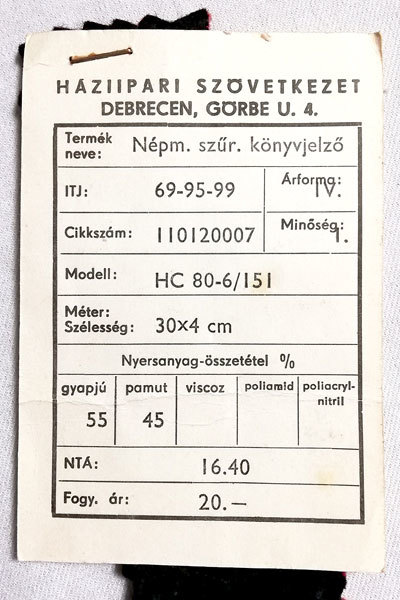 HÁZIIPARI SZÖVETKEZET
DEBRECEN, GÖRBE U. 4.
Termék neve: Népm. szűr. könyvjelző
ITJ: 69-95-99 Árforma: IV.
Cikkszám: 110120007 Minőség: I.
Modell: HC 80-6/151
Méter:
Szélesség: 30×4 cm
Nyersanyag-összetétel %
gyapjú pamut viscoz poliamid poliacryl-nitril
55 45
NTÁ: 16.40
Fogy. ár: 20.—